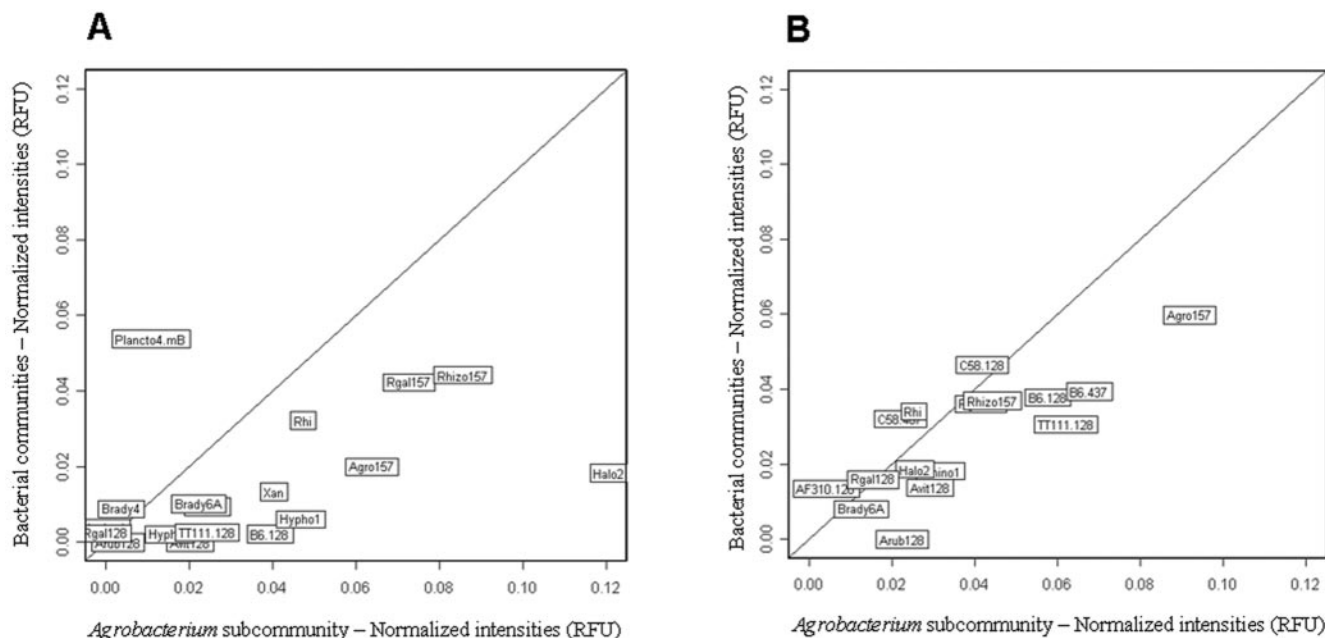 A
Bacterial communities – Normalized intensities (RFU)
0.12
0.10
0.08
0.06
0.04
0.02
0.00
Plancto4.mB
Rgal157
Rhizo157
Rhi
Agro157
Halo2
Xan
Brady4
Brady6A
Hypho1
Rgal128
TT111.128
B6.128
0.00 0.02 0.04 0.06 0.08 0.10 0.12
Agrobacterium subcommunity – Normalized intensities (RFU)
B
Bacterial communities – Normalized intensities (RFU)
0.12
0.10
0.08
0.06
0.04
0.02
0.00
Agro157
C58.128
B6.437
B6.128
Rhizo157
Rhi
TT111.128
Halo2
Rgal128
Avit128
Brady6A
Arub128
0.00 0.02 0.04 0.06 0.08 0.10 0.12
Agrobacterium subcommunity – Normalized intensities (RFU)